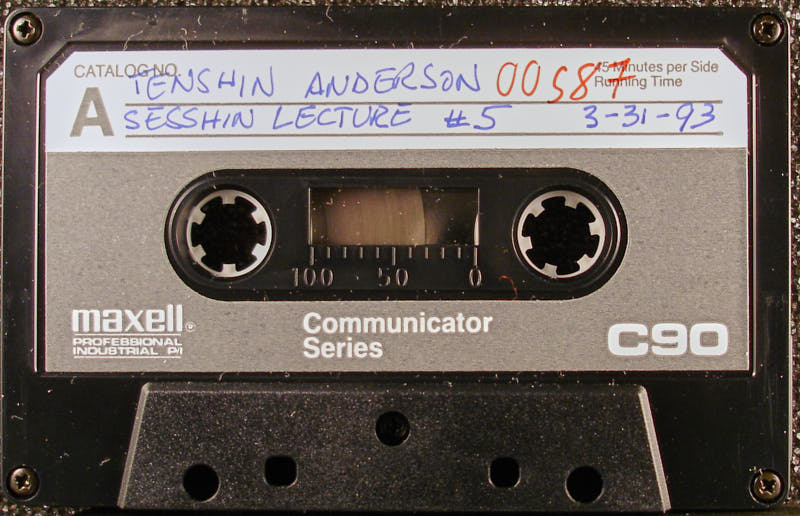 CATALOG NO.
TENSHIN ANDERSON 00587
45 Minutes per Side
Running Time
A
SESSHIN LECTURE #5 3-31-93
100 50 0
maxell®
PROFESSIONAL
INDUSTRIAL P/I
Communicator
Series
C90